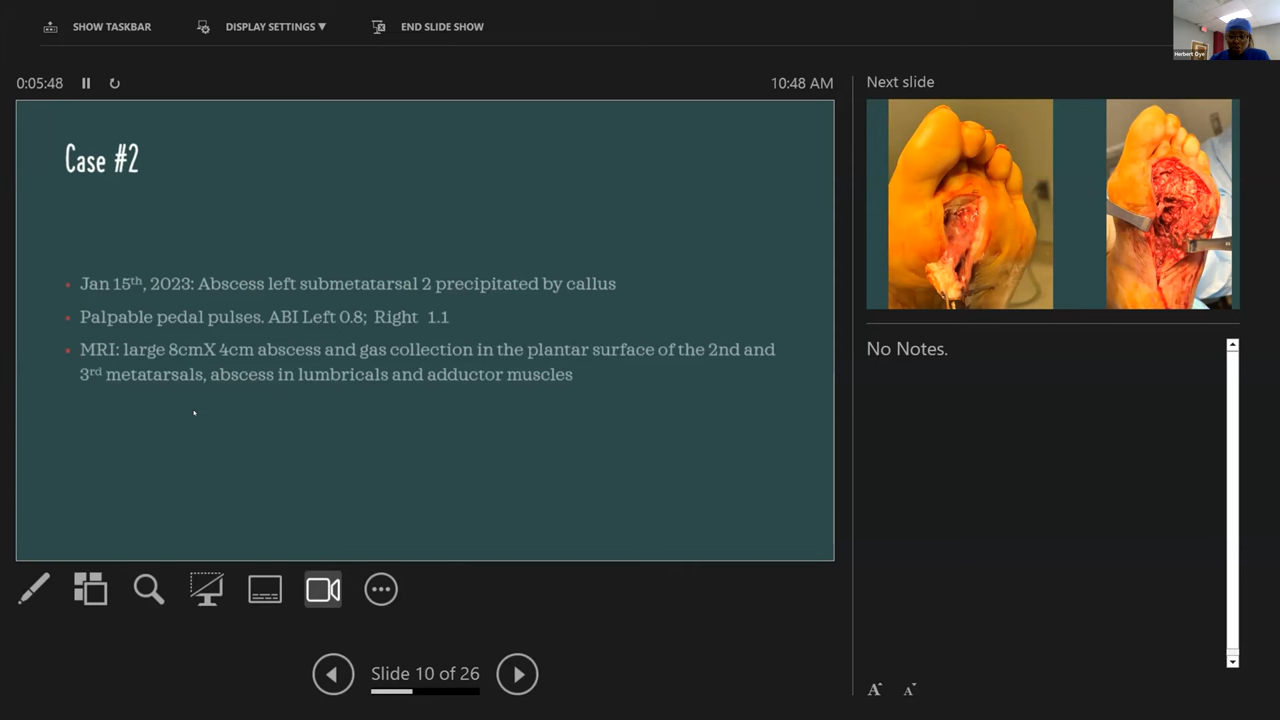 SHOW TASKBAR
DISPLAY SETTINGS ▼
END SLIDE SHOW
Herbert Oye
0:05:48
10:48 AM
Case #2
• Jan 15th, 2023: Abscess left submetatarsal 2 precipitated by callus
• Palpable pedal pulses. ABI Left 0.8; Right 1.1
• MRI: large 8cmX 4cm abscess and gas collection in the plantar surface of the 2nd and
3rd metatarsals, abscess in lumbricals and adductor muscles
Slide 10 of 26
Next slide
No Notes.
A A